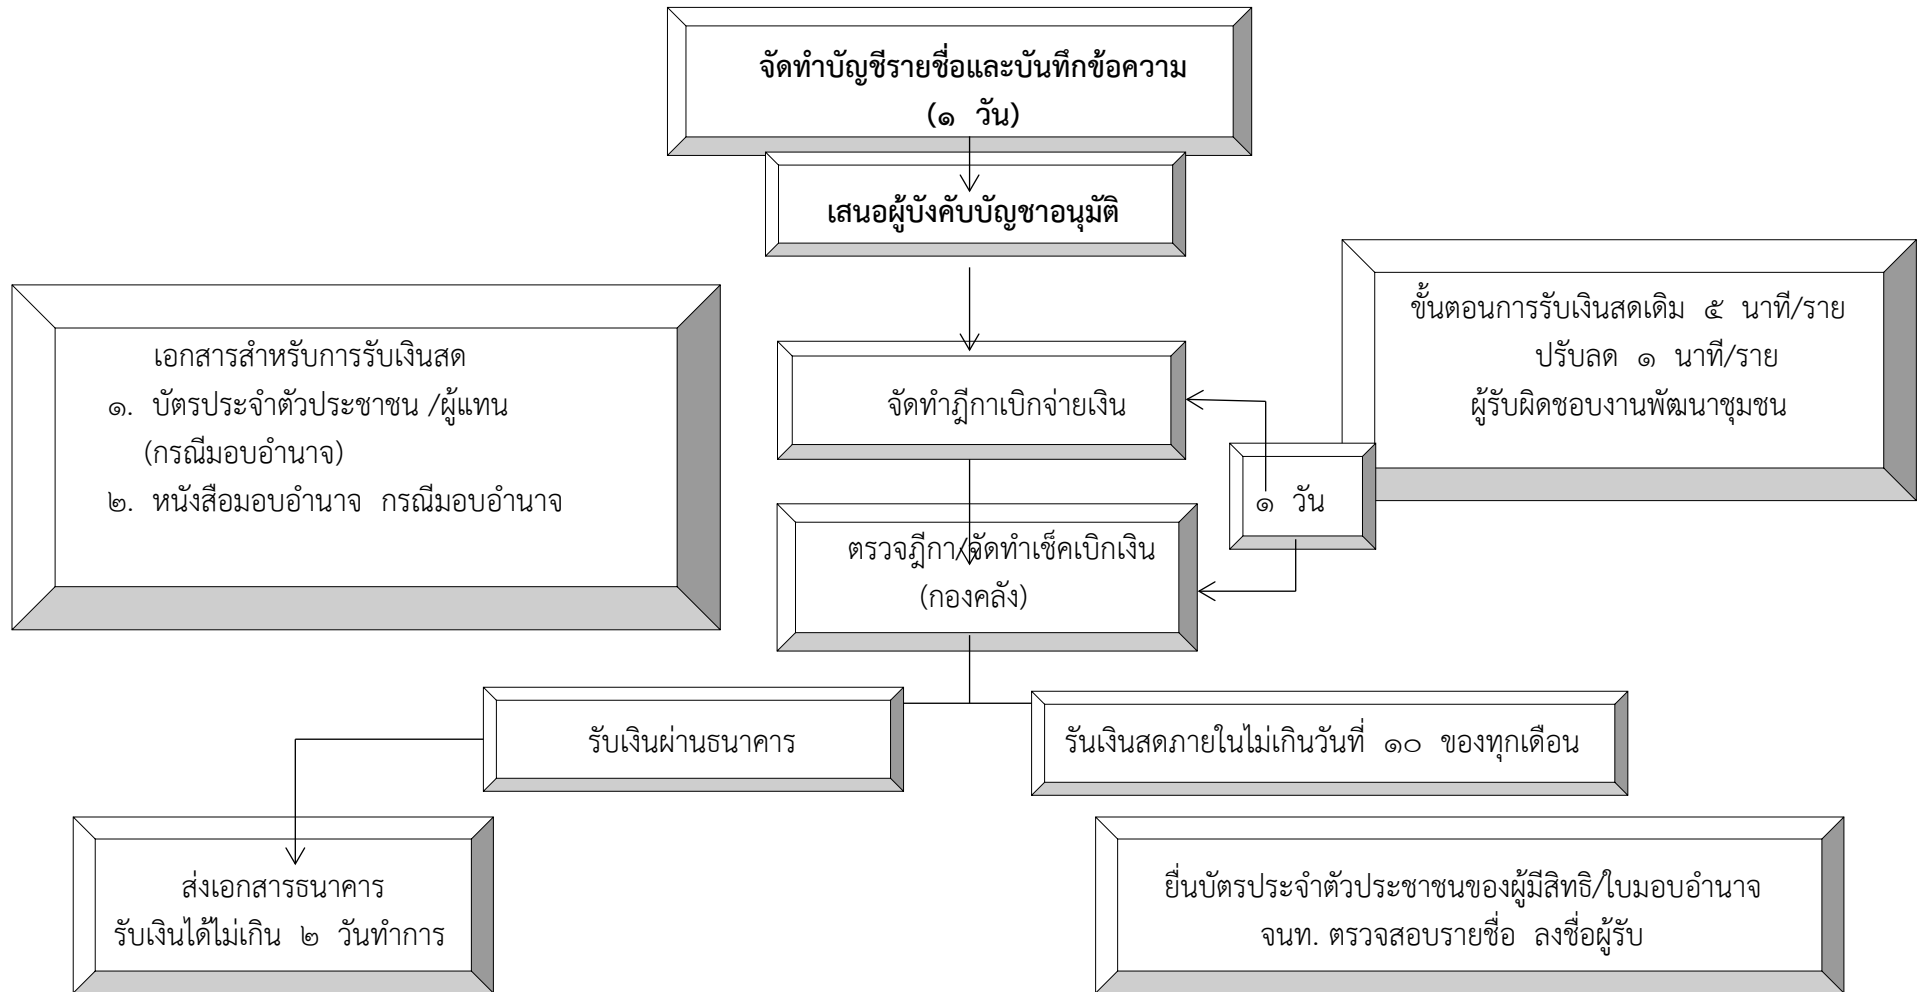 จัดทำบัญชีรายชื่อและบันทึกข้อความ
(๑ วัน)
เสนอผู้บังคับบัญชาอนุมัติ
เอกสารสำหรับการรับเงินสด
๑. บัตรประจำตัวประชาชน /ผู้แทน
(กรณีมอบอำนาจ)
๒. หนังสือมอบอำนาจ กรณีมอบอำนาจ
จัดทำฎีกาเบิกจ่ายเงิน
ขั้นตอนการรับเงินสดเดิม ๕ นาที/ราย
ปรับลด ๑ นาที/ราย
ผู้รับผิดชอบงานพัฒนาชุมชน
๑ วัน
ตรวจฎีกา/จัดทำเช็คเบิกเงิน
(กองคลัง)
รับเงินผ่านธนาคาร
รันเงินสดภายในไม่เกินวันที่ ๑๐ ของทุกเดือน
ส่งเอกสารธนาคาร
รับเงินได้ไม่เกิน ๒ วันทำการ
ยื่นบัตรประจำตัวประชาชนของผู้มีสิทธิ/ใบมอบอำนาจ
จนท. ตรวจสอบรายชื่อ ลงชื่อผู้รับ